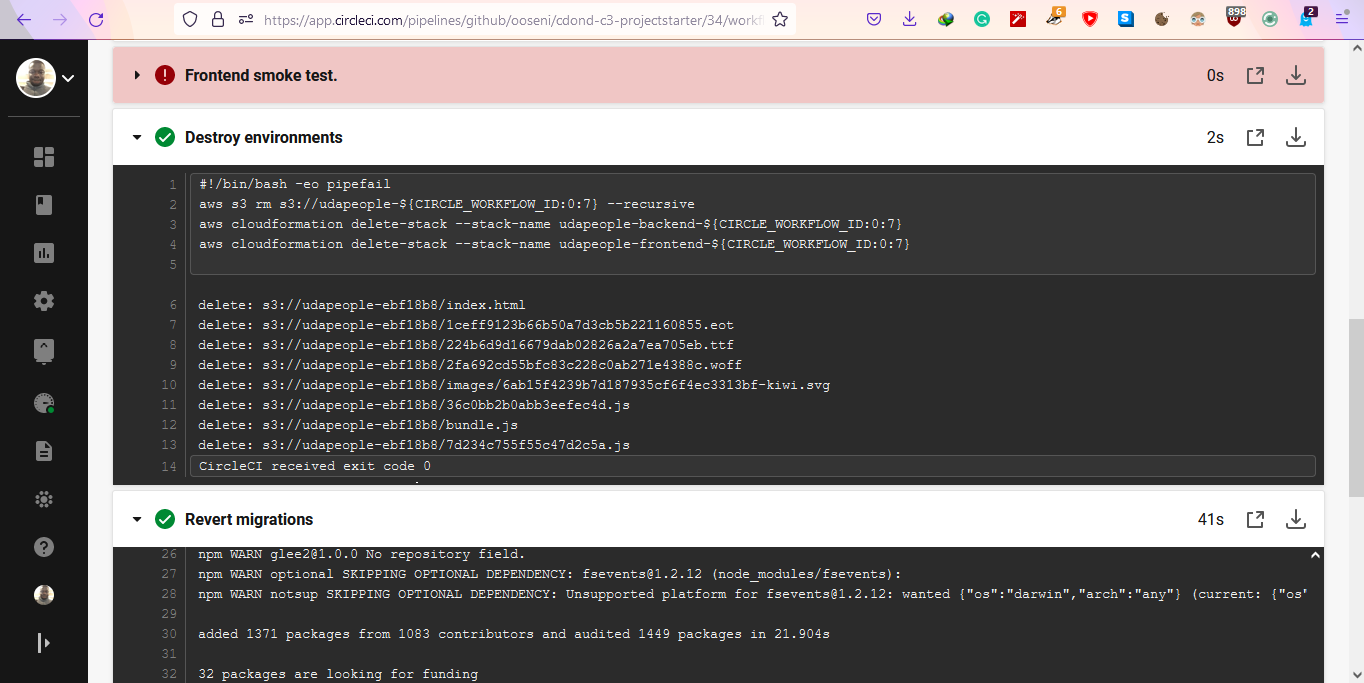 https://app.circleci.com/pipelines/github/ooseni/cdond-c3-projectstarter/34/workfl
6
S
898
2
Frontend smoke test.
0s
Destroy environments
2s
1 #!/bin/bash -eo pipefail
2 aws s3 rm s3://udapeople-${CIRCLE_WORKFLOW_ID:0:7} --recursive
3 aws cloudformation delete-stack --stack-name udapeople-backend-${CIRCLE_WORKFLOW_ID:0:7}
4 aws cloudformation delete-stack --stack-name udapeople-frontend-${CIRCLE_WORKFLOW_ID:0:7}
5
6 delete: s3://udapeople-ebf18b8/index.html
7 delete: s3://udapeople-ebf18b8/1ceff9123b66b50a7d3cb5b221160855.eot
8 delete: s3://udapeople-ebf18b8/224b6d9d16679dab02826a2a7ea705eb.ttf
9 delete: s3://udapeople-ebf18b8/2fa692cd55bfc83c228c0ab271e4388c.woff
10 delete: s3://udapeople-ebf18b8/images/6ab15f4239b7d187935cf6f4ec3313bf-kiwi.svg
11 delete: s3://udapeople-ebf18b8/36c0bb2b0abb3eefec4d.js
12 delete: s3://udapeople-ebf18b8/bundle.js
13 delete: s3://udapeople-ebf18b8/7d234c755f55c47d2c5a.js
14 CircleCI received exit code 0
Revert migrations
41s
26 npm WARN glee2@1.0.0 No repository field.
27 npm WARN optional SKIPPING OPTIONAL DEPENDENCY: fsevents@1.2.12 (node_modules/fsevents):
28 npm WARN notsup SKIPPING OPTIONAL DEPENDENCY: Unsupported platform for fsevents@1.2.12: wanted {"os":"darwin","arch":"any"} (current: {"os"
29
30 added 1371 packages from 1083 contributors and audited 1449 packages in 21.904s
31
32 32 packages are looking for funding